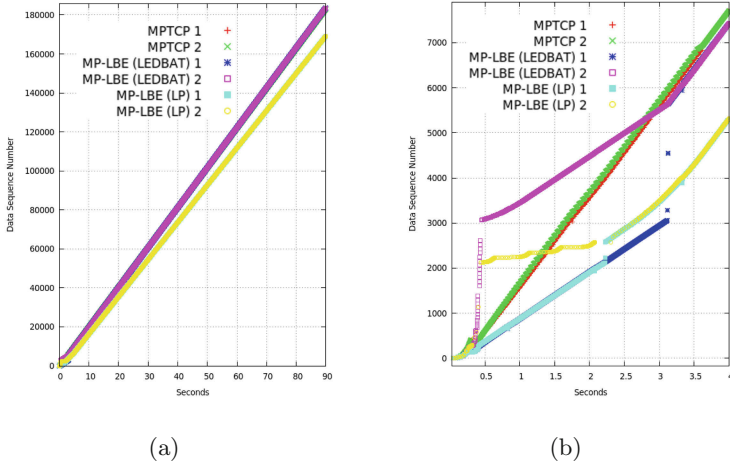 180000
160000
140000
120000
100000
80000
60000
40000
20000
0
Data Sequence Number
MPTCP 1
MPTCP 2
MP-LBE (LEDBAT) 1
MP-LBE (LEDBAT) 2
MP-LBE (LP) 1
MP-LBE (LP) 2
0 10 20 30 40 50 60 70 80 90
Seconds
(a)
7000
6000
5000
4000
3000
2000
1000
0
Data Sequence Number
MPTCP 1
MPTCP 2
MP-LBE (LEDBAT) 1
MP-LBE (LEDBAT) 2
MP-LBE (LP) 1
MP-LBE (LP) 2
0.5 1 1.5 2 2.5 3 3.5 4
Seconds
(b)